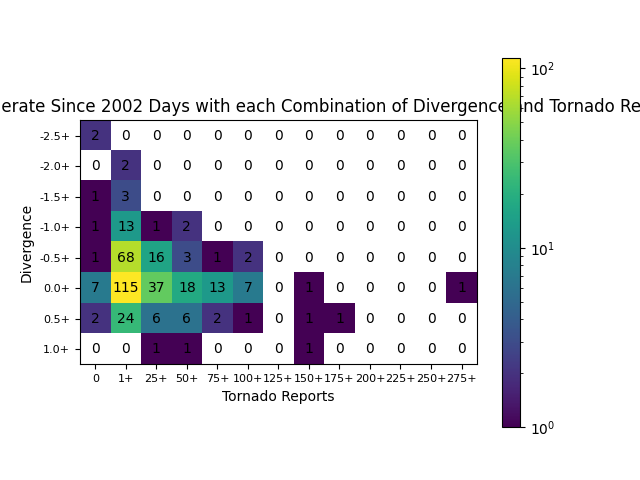 erate Since 2002 Days with each Combination of Divergence and Tornado Re
Divergence
-2.5+ 2 0 0 0 0 0 0 0 0 0 0 0 0
-2.0+ 0 2 0 0 0 0 0 0 0 0 0 0 0
-1.5+ 1 3 0 0 0 0 0 0 0 0 0 0 0
-1.0+ 1 13 1 2 0 0 0 0 0 0 0 0 0
-0.5+ 1 68 16 3 1 2 0 0 0 0 0 0 0
0.0+ 7 115 37 18 13 7 0 1 0 0 0 0 1
0.5+ 2 24 6 6 2 1 0 1 1 0 0 0 0
1.0+ 0 0 1 1 0 0 0 1 0 0 0 0 0
0 1+ 25+ 50+ 75+ 100+ 125+ 150+ 175+ 200+ 225+ 250+ 275+
Tornado Reports
10²
10¹
10⁰